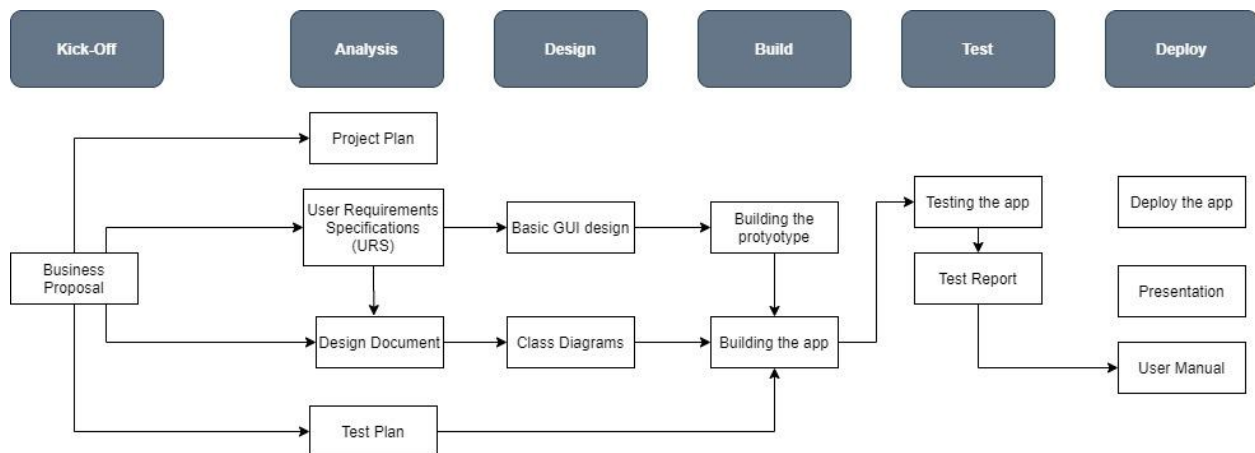 Kick-Off
Analysis
Design
Build
Test
Deploy
Project Plan
User Requirements
Specifications
(URS)
Basic GUI design
Building the
protyotype
Testing the app
Deploy the app
Business
Proposal
Test Report
Presentation
Design Document
Class Diagrams
Building the app
User Manual
Test Plan